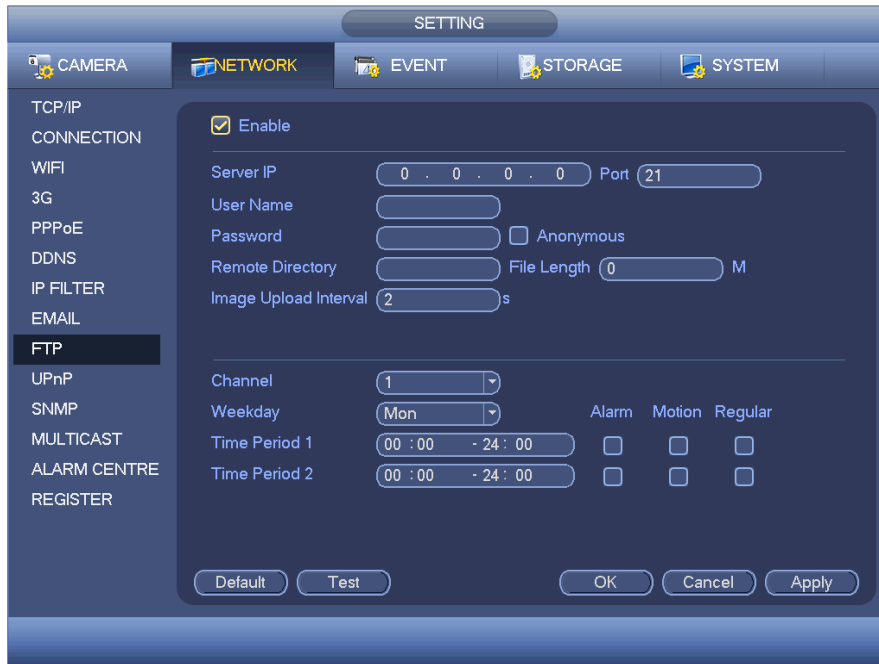 SETTING
CAMERA NETWORK EVENT STORAGE SYSTEM
TCP/IP
CONNECTION
WIFI
3G
PPPoE
DDNS
IP FILTER
EMAIL
FTP
UPnP
SNMP
MULTICAST
ALARM CENTRE
REGISTER
Enable
Server IP 0 . 0 . 0 . 0 Port 21
User Name
Password Anonymous
Remote Directory File Length 0 M
Image Upload Interval 2 s
Channel 1
Weekday Mon Alarm Motion Regular
Time Period 1 00 :00 - 24 : 00
Time Period 2 00 :00 - 24 : 00
Default Test OK Cancel Apply